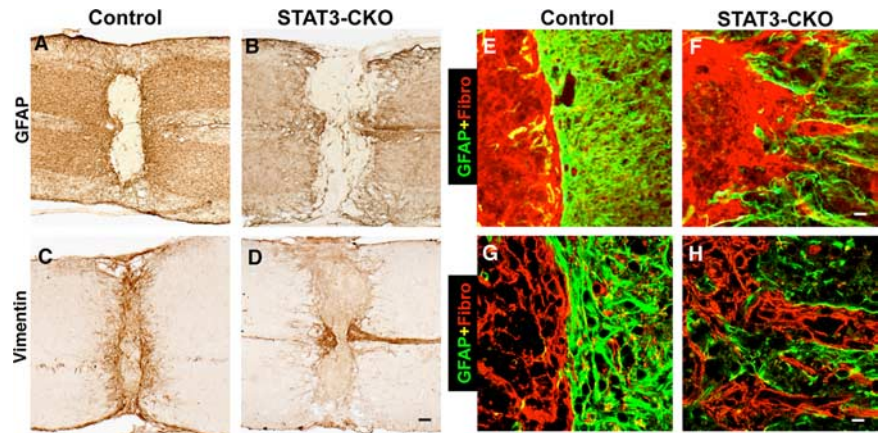 Control STAT3-CKO Control STAT3-CKO
A B E F
GFAP
GFAP+Fibro
C D G H
Vimentin
GFAP+Fibro